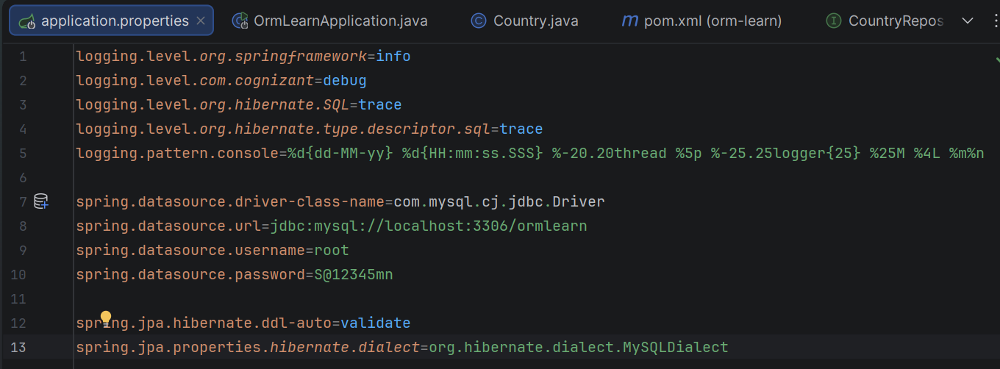 application.properties
OrmLearnApplication.java
Country.java
pom.xml (orm-learn)
CountryRepos
1 logging.level.org.springframework=info
2 logging.level.com.cognizant=debug
3 logging.level.org.hibernate.SQL=trace
4 logging.level.org.hibernate.type.descriptor.sql=trace
5 logging.pattern.console=%d{dd-MM-yy} %d{HH:mm:ss.SSS} %-20.20thread %5p %-25.25logger{25} %25M %4L %m%n
6
7 spring.datasource.driver-class-name=com.mysql.cj.jdbc.Driver
8 spring.datasource.url=jdbc:mysql://localhost:3306/ormlearn
9 spring.datasource.username=root
10 spring.datasource.password=S@12345mn
11
12 spring.jpa.hibernate.ddl-auto=validate
13 spring.jpa.properties.hibernate.dialect=org.hibernate.dialect.MySQLDialect